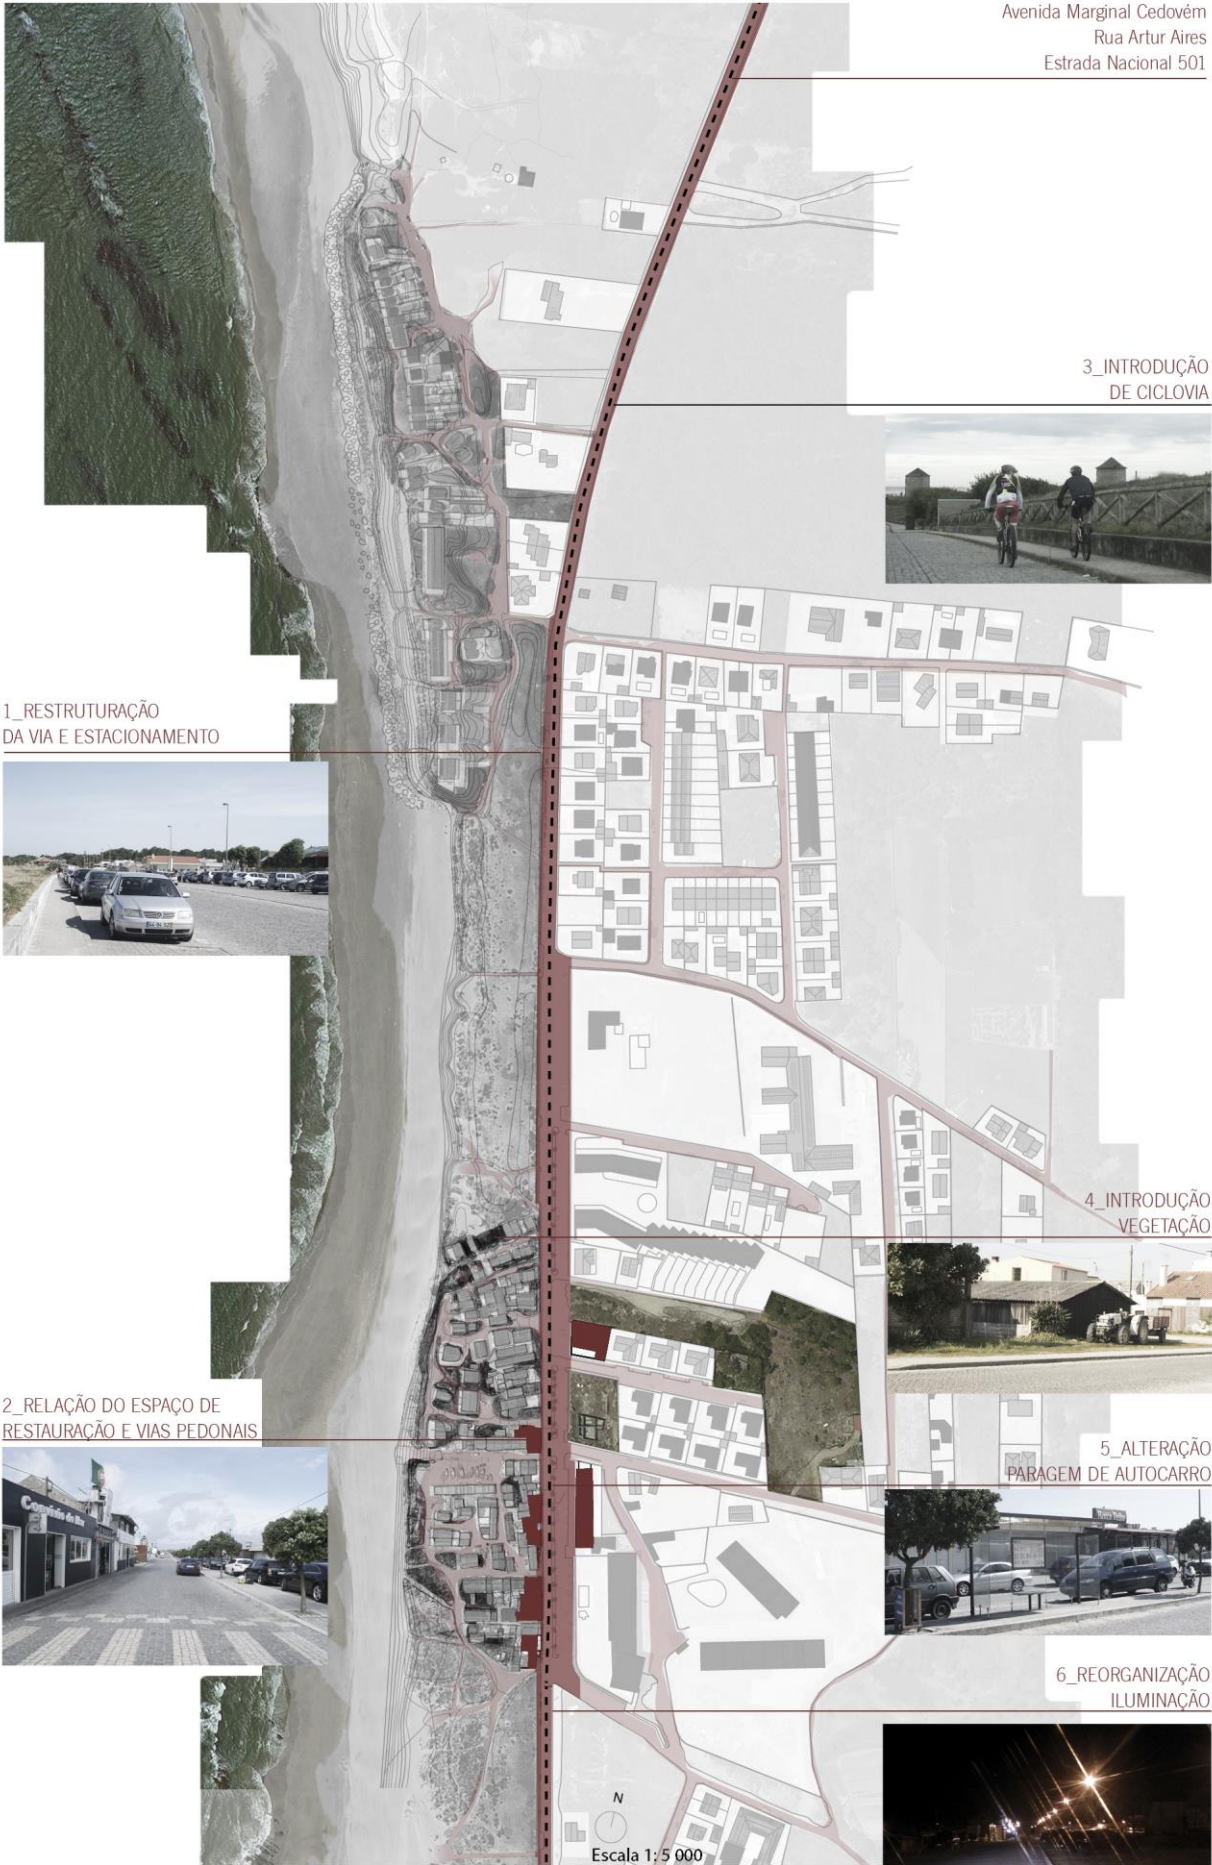 Avenida Marginal Cedovém
Rua Artur Aires
Estrada Nacional 501
3_INTRODUÇÃO
DE CICLOVIA
1_RESTRUTURAÇÃO
DA VIA E ESTACIONAMENTO
4_INTRODUÇÃO
VEGETAÇÃO
2_RELAÇÃO DO ESPAÇO DE
RESTAURAÇÃO E VIAS PEDONAIS
5_ALTERAÇÃO
PARAGEM DE AUTOCARRO
6_REORGANIZAÇÃO
ILUMINAÇÃO
N
Escala 1: 5 000